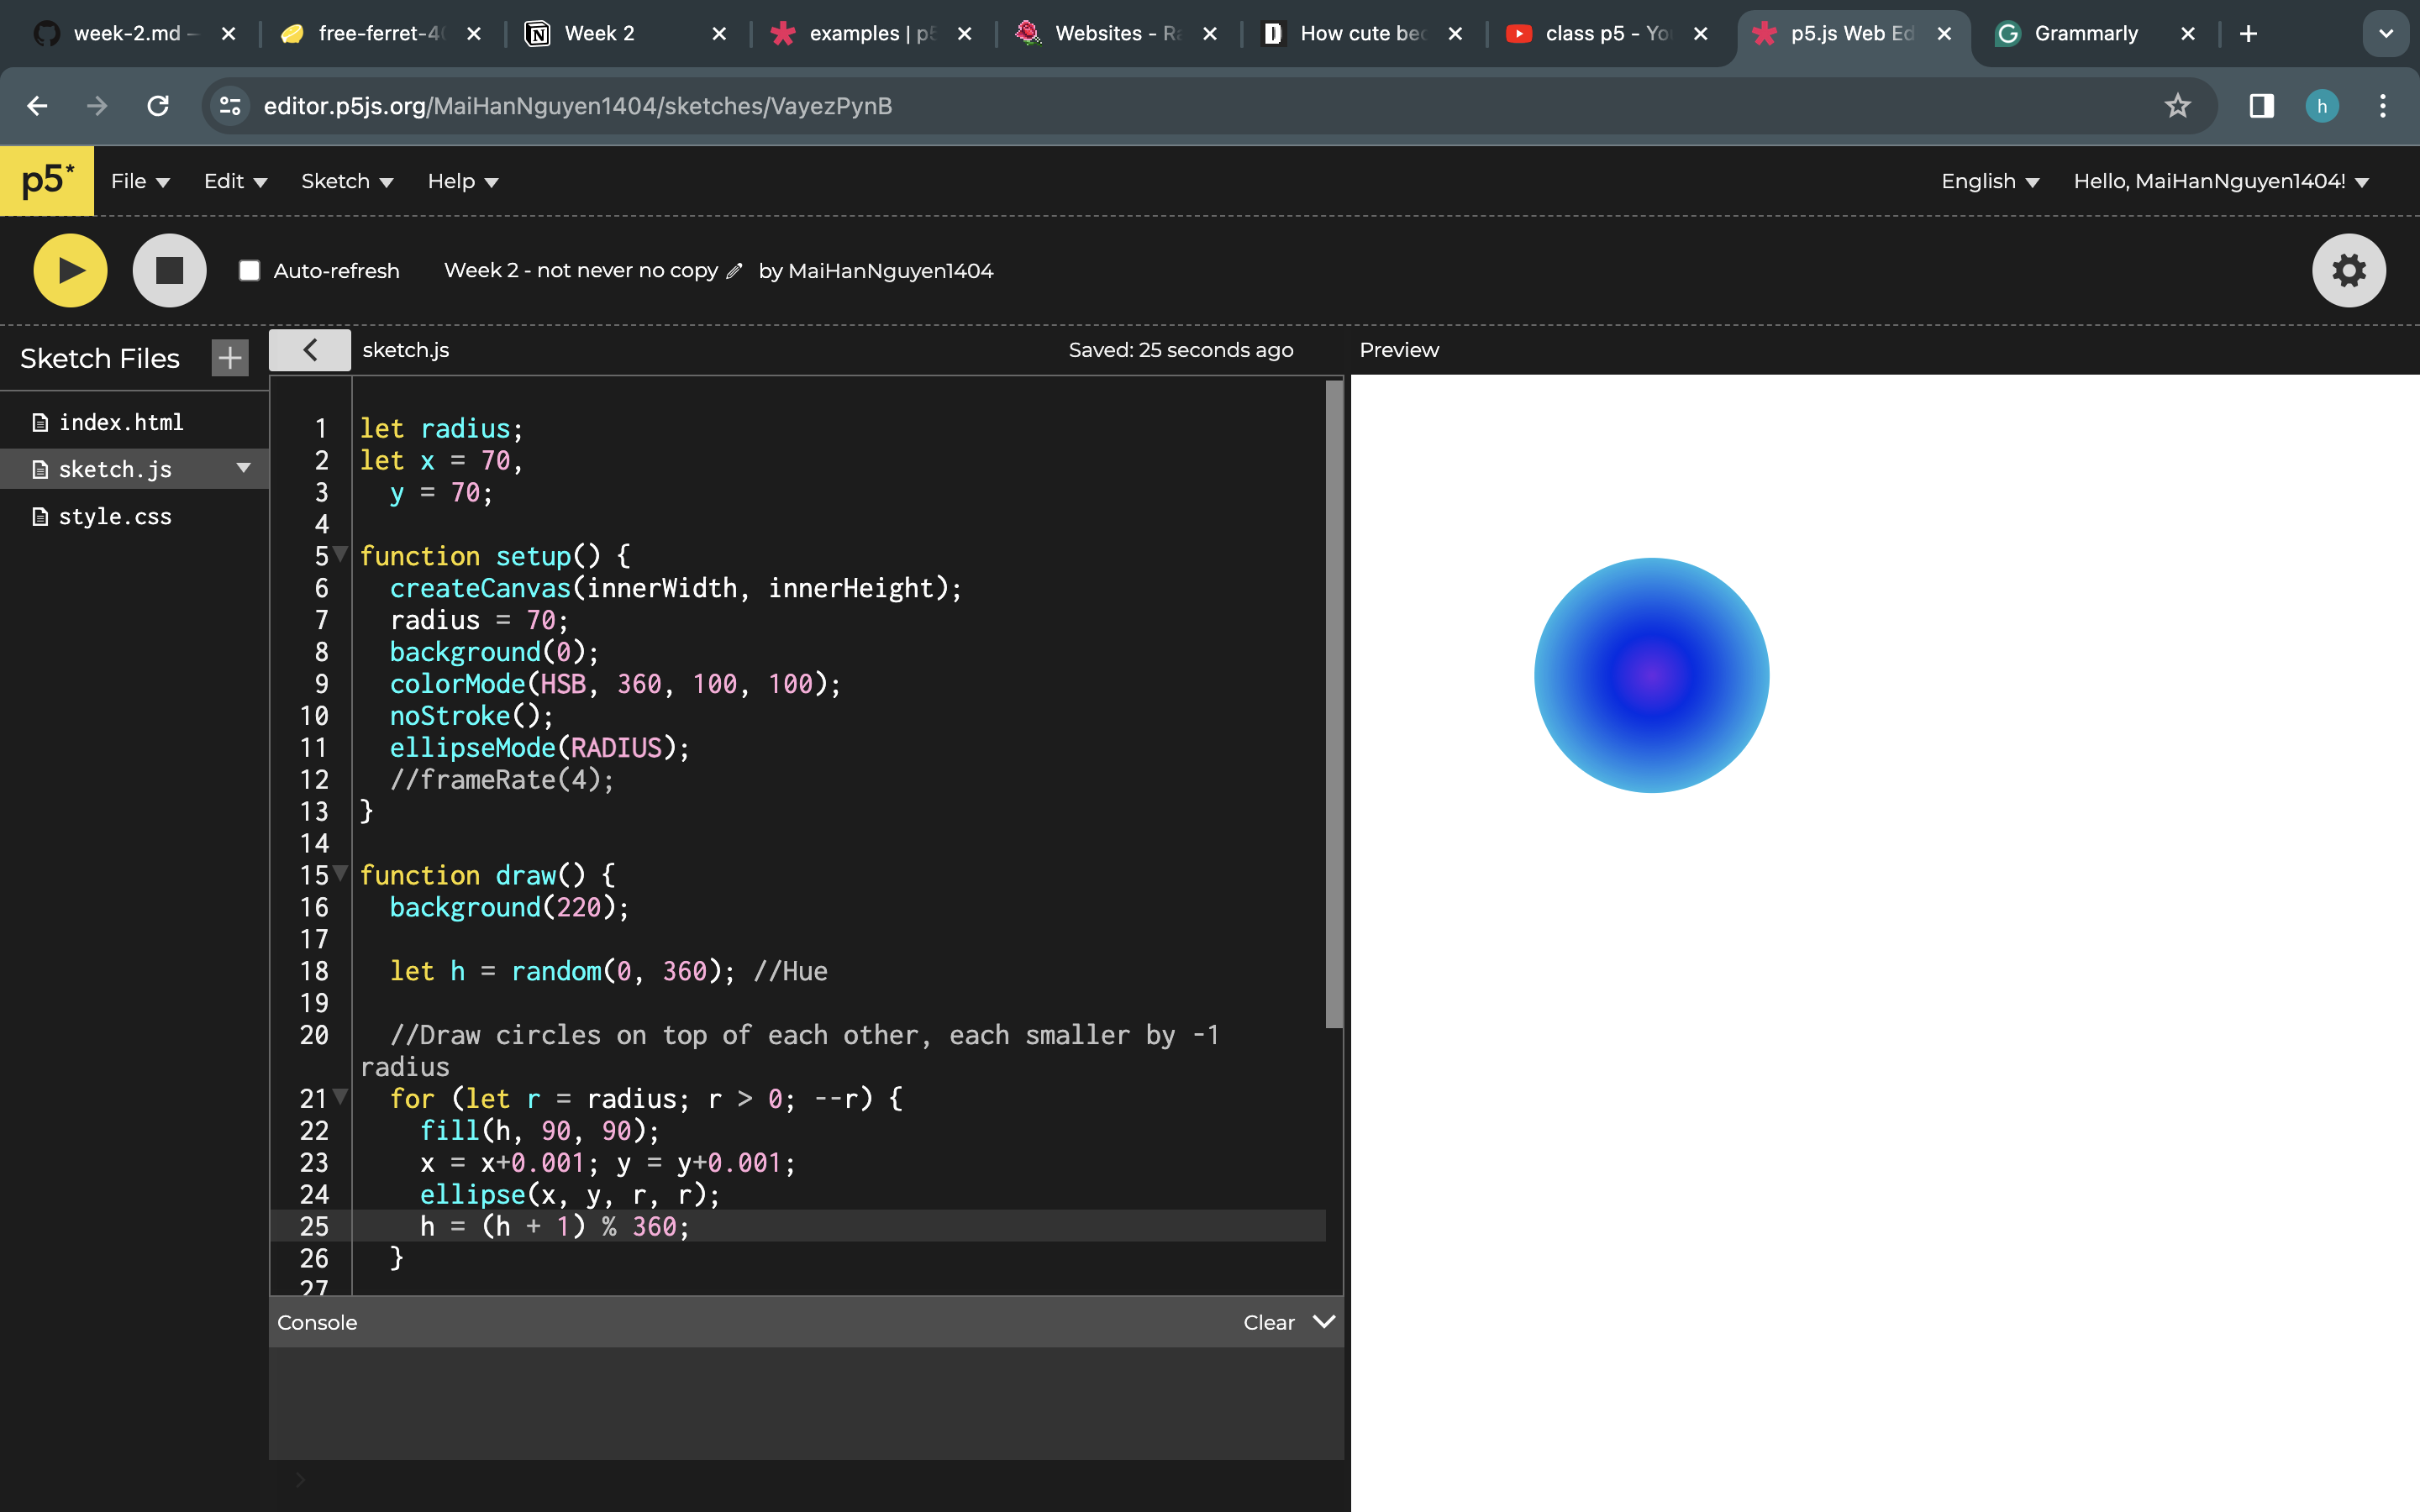 week-2.md –
free-ferret-4
Week 2
examples | p5
Websites - Ra
How cute bec
class p5 - Yo
p5.js Web Ed
Grammarly
editor.p5js.org/MaiHanNguyen1404/sketches/VayezPynB
h
p5*
File
Edit
Sketch
Help
English
Hello, MaiHanNguyen1404!
Auto-refresh
Week 2 - not never no copy
by MaiHanNguyen1404
Sketch Files
sketch.js
Saved: 25 seconds ago
Preview
index.html
sketch.js
style.css
1 let radius;
2 let x = 70,
3 y = 70;
4
5 function setup() {
6 createCanvas(innerWidth, innerHeight);
7 radius = 70;
8 background(0);
9 colorMode(HSB, 360, 100, 100);
10 noStroke();
11 ellipseMode(RADIUS);
12 //frameRate(4);
13 }
14
15 function draw() {
16 background(220);
17
18 let h = random(0, 360); //Hue
19
20 //Draw circles on top of each other, each smaller by -1
radius
21 for (let r = radius; r > 0; --r) {
22 fill(h, 90, 90);
23 x = x+0.001; y = y+0.001;
24 ellipse(x, y, r, r);
25 h = (h + 1) % 360;
26 }
27
Console
Clear